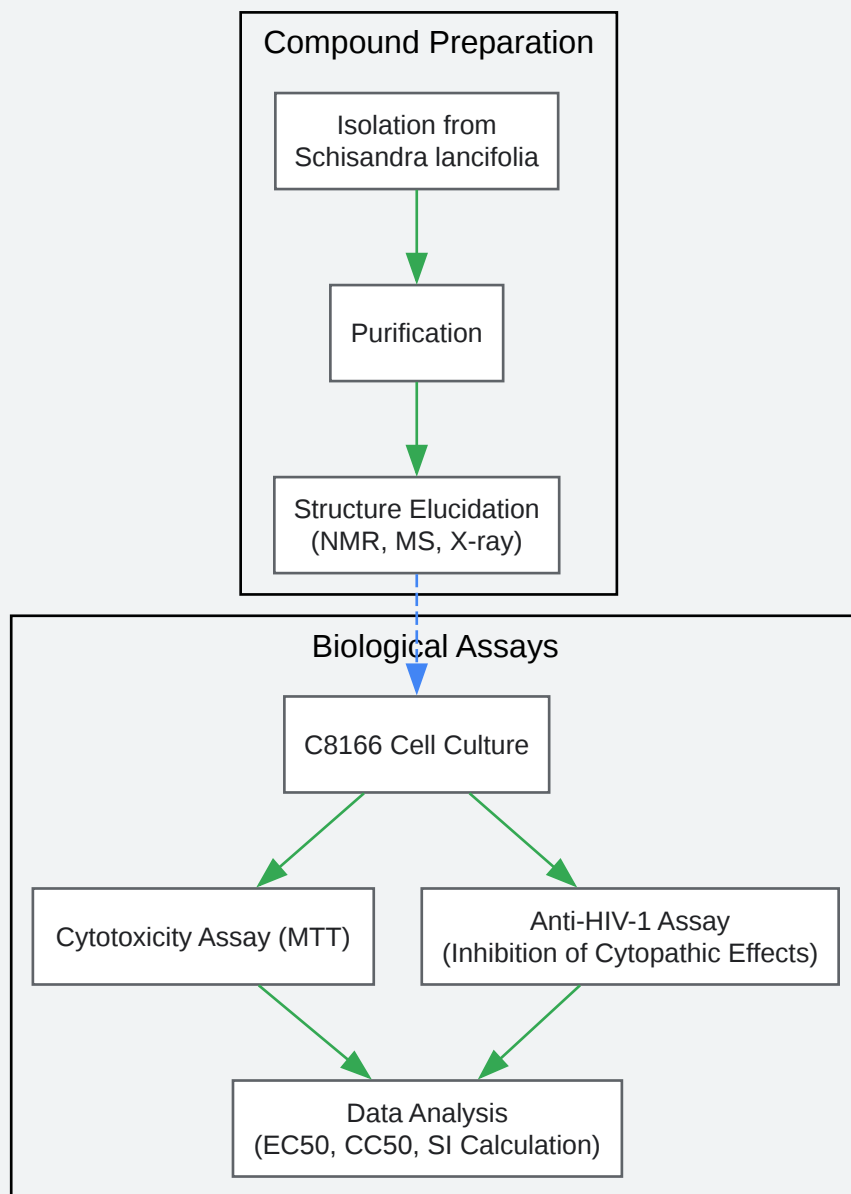 Compound Preparation
Isolation from
Schisandra lancifolia
Purification
Structure Elucidation
(NMR, MS, X-ray)
Biological Assays
C8166 Cell Culture
Cytotoxicity Assay (MTT)
Anti-HIV-1 Assay
(Inhibition of Cytopathic Effects)
Data Analysis
(EC50, CC50, SI Calculation)